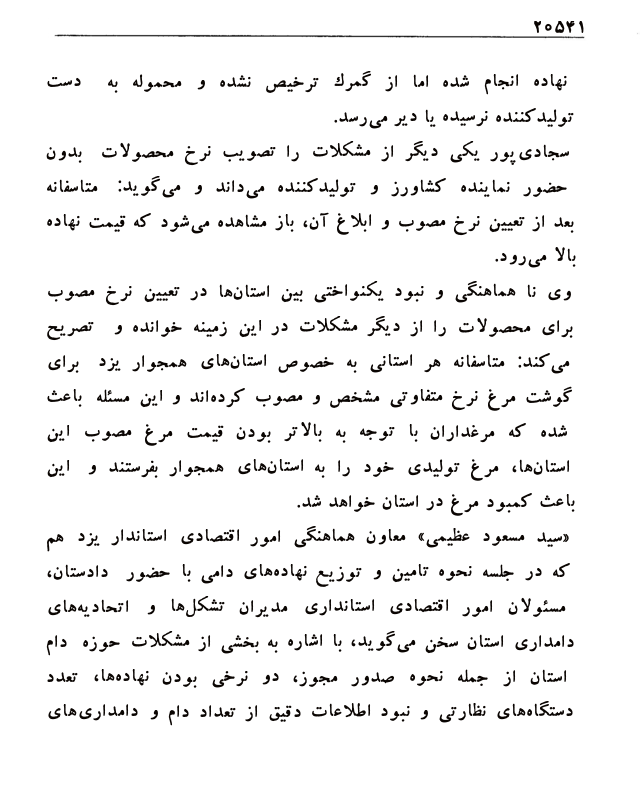 ۲۰۵۴۱
نهاده انجام شده اما از گمرك ترخیص نشده و محموله به دست
تولیدکننده نرسیده یا دیر می‌رسد.
سجادی‌پور یکی دیگر از مشکلات را تصویب نرخ محصولات بدون
حضور نماینده کشاورز و تولیدکننده می‌داند و می‌گوید: متاسفانه
بعد از تعیین نرخ مصوب و ابلاغ آن، باز مشاهده می‌شود که قیمت نهاده
بالا می‌رود.
وی نا هماهنگی و نبود یکنواختی بین استان‌ها در تعیین نرخ مصوب
برای محصولات را از دیگر مشکلات در این زمینه خوانده و تصریح
می‌کند: متاسفانه هر استانی به خصوص استان‌های همجوار یزد برای
گوشت مرغ نرخ متفاوتی مشخص و مصوب کرده‌اند و این مسئله باعث
شده که مرغداران با توجه به بالاتر بودن قیمت مرغ مصوب این
استان‌ها، مرغ تولیدی خود را به استان‌های همجوار بفرستند و این
باعث کمبود مرغ در استان خواهد شد.
«سید مسعود عظیمی» معاون هماهنگی امور اقتصادی استاندار یزد هم
که در جلسه نحوه تامین و توزیع نهاده‌های دامی با حضور دادستان،
مسئولان امور اقتصادی استانداری مدیران تشکل‌ها و اتحادیه‌های
دامداری استان سخن می‌گوید، با اشاره به بخشی از مشکلات حوزه دام
استان از جمله نحوه صدور مجوز، دو نرخی بودن نهاده‌ها، تعدد
دستگاه‌های نظارتی و نبود اطلاعات دقیق از تعداد دام و دامداری‌های